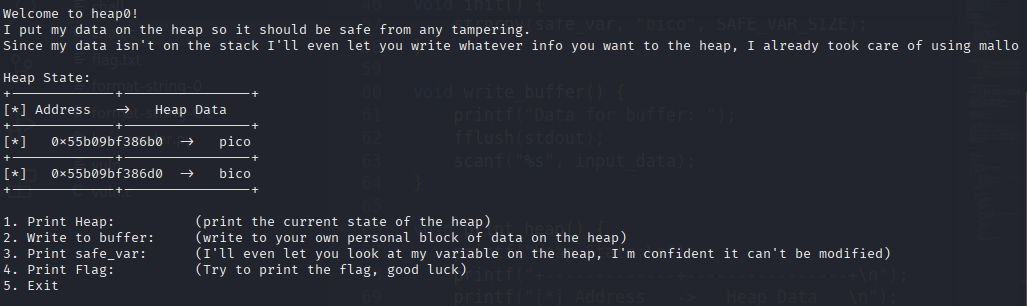 Welcome to heap0!
I put my data on the heap so it should be safe from any tampering.
Since my data isn't on the stack I'll even let you write whatever info you want to the heap, I already took care of using mallo
Heap State:
+-------------+----------------+
[*] Address   →   Heap Data
+-------------+----------------+
[*]   0×55b09bf386b0  →   pico
+-------------+----------------+
[*]   0×55b09bf386d0  →   bico
+-------------+----------------+
1. Print Heap:          (print the current state of the heap)
2. Write to buffer:     (write to your own personal block of data on the heap)
3. Print safe_var:      (I'll even let you look at my variable on the heap, I'm confident it can't be modified)
4. Print Flag:          (Try to print the flag, good luck)
5. Exit